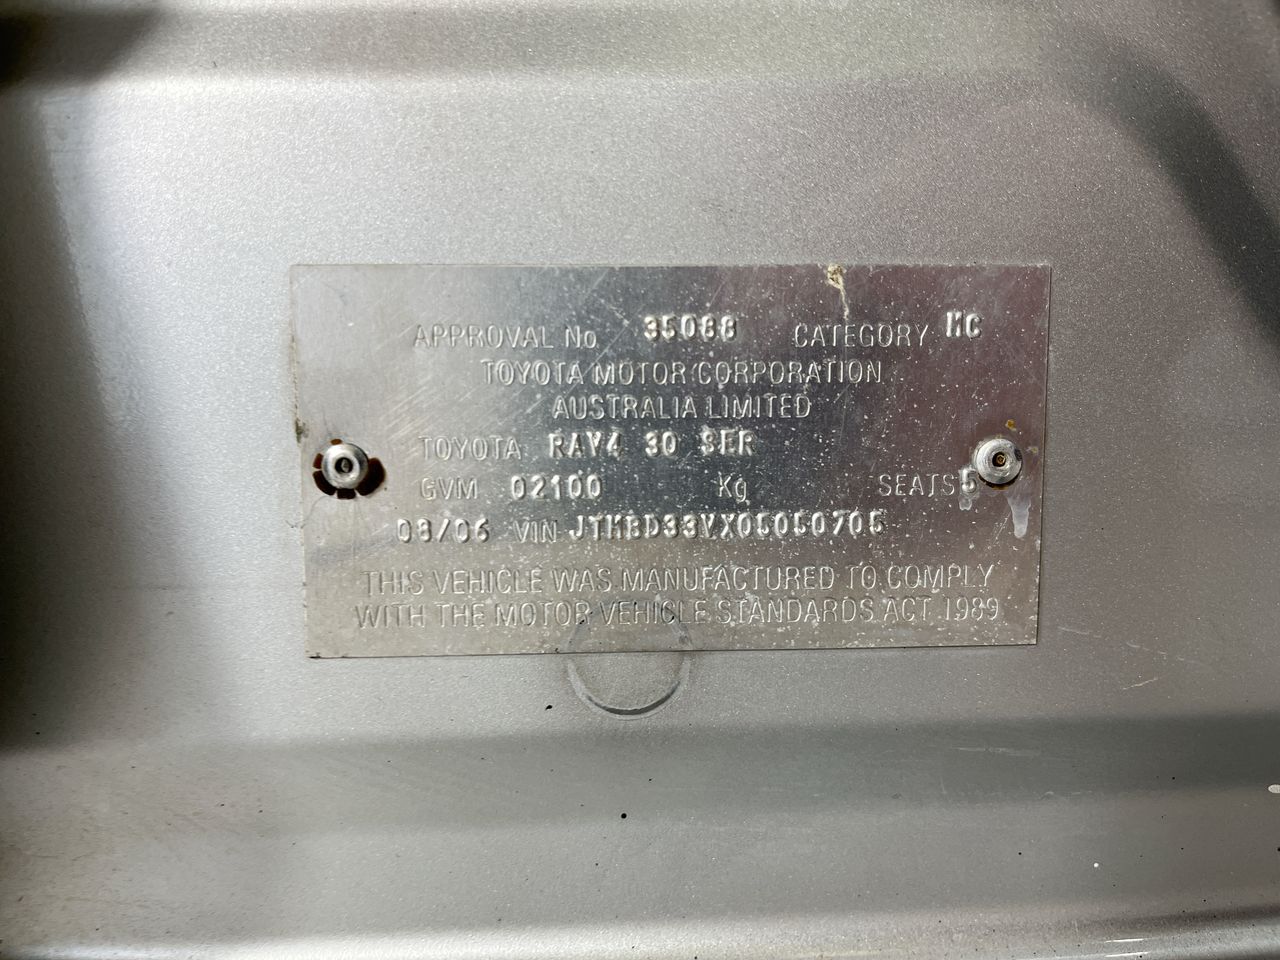 APPROVAL No 35088 CATEGORY MC
TOYOTA MOTOR CORPORATION
AUSTRALIA LIMITED
TOYOTA RAV4 30 SER
GVM 02100 Kg SEATS 5
08/06 VIN JTMBD33VX05050705
THIS VEHICLE WAS MANUFACTURED TO COMPLY
WITH THE MOTOR VEHICLE STANDARDS ACT 1989